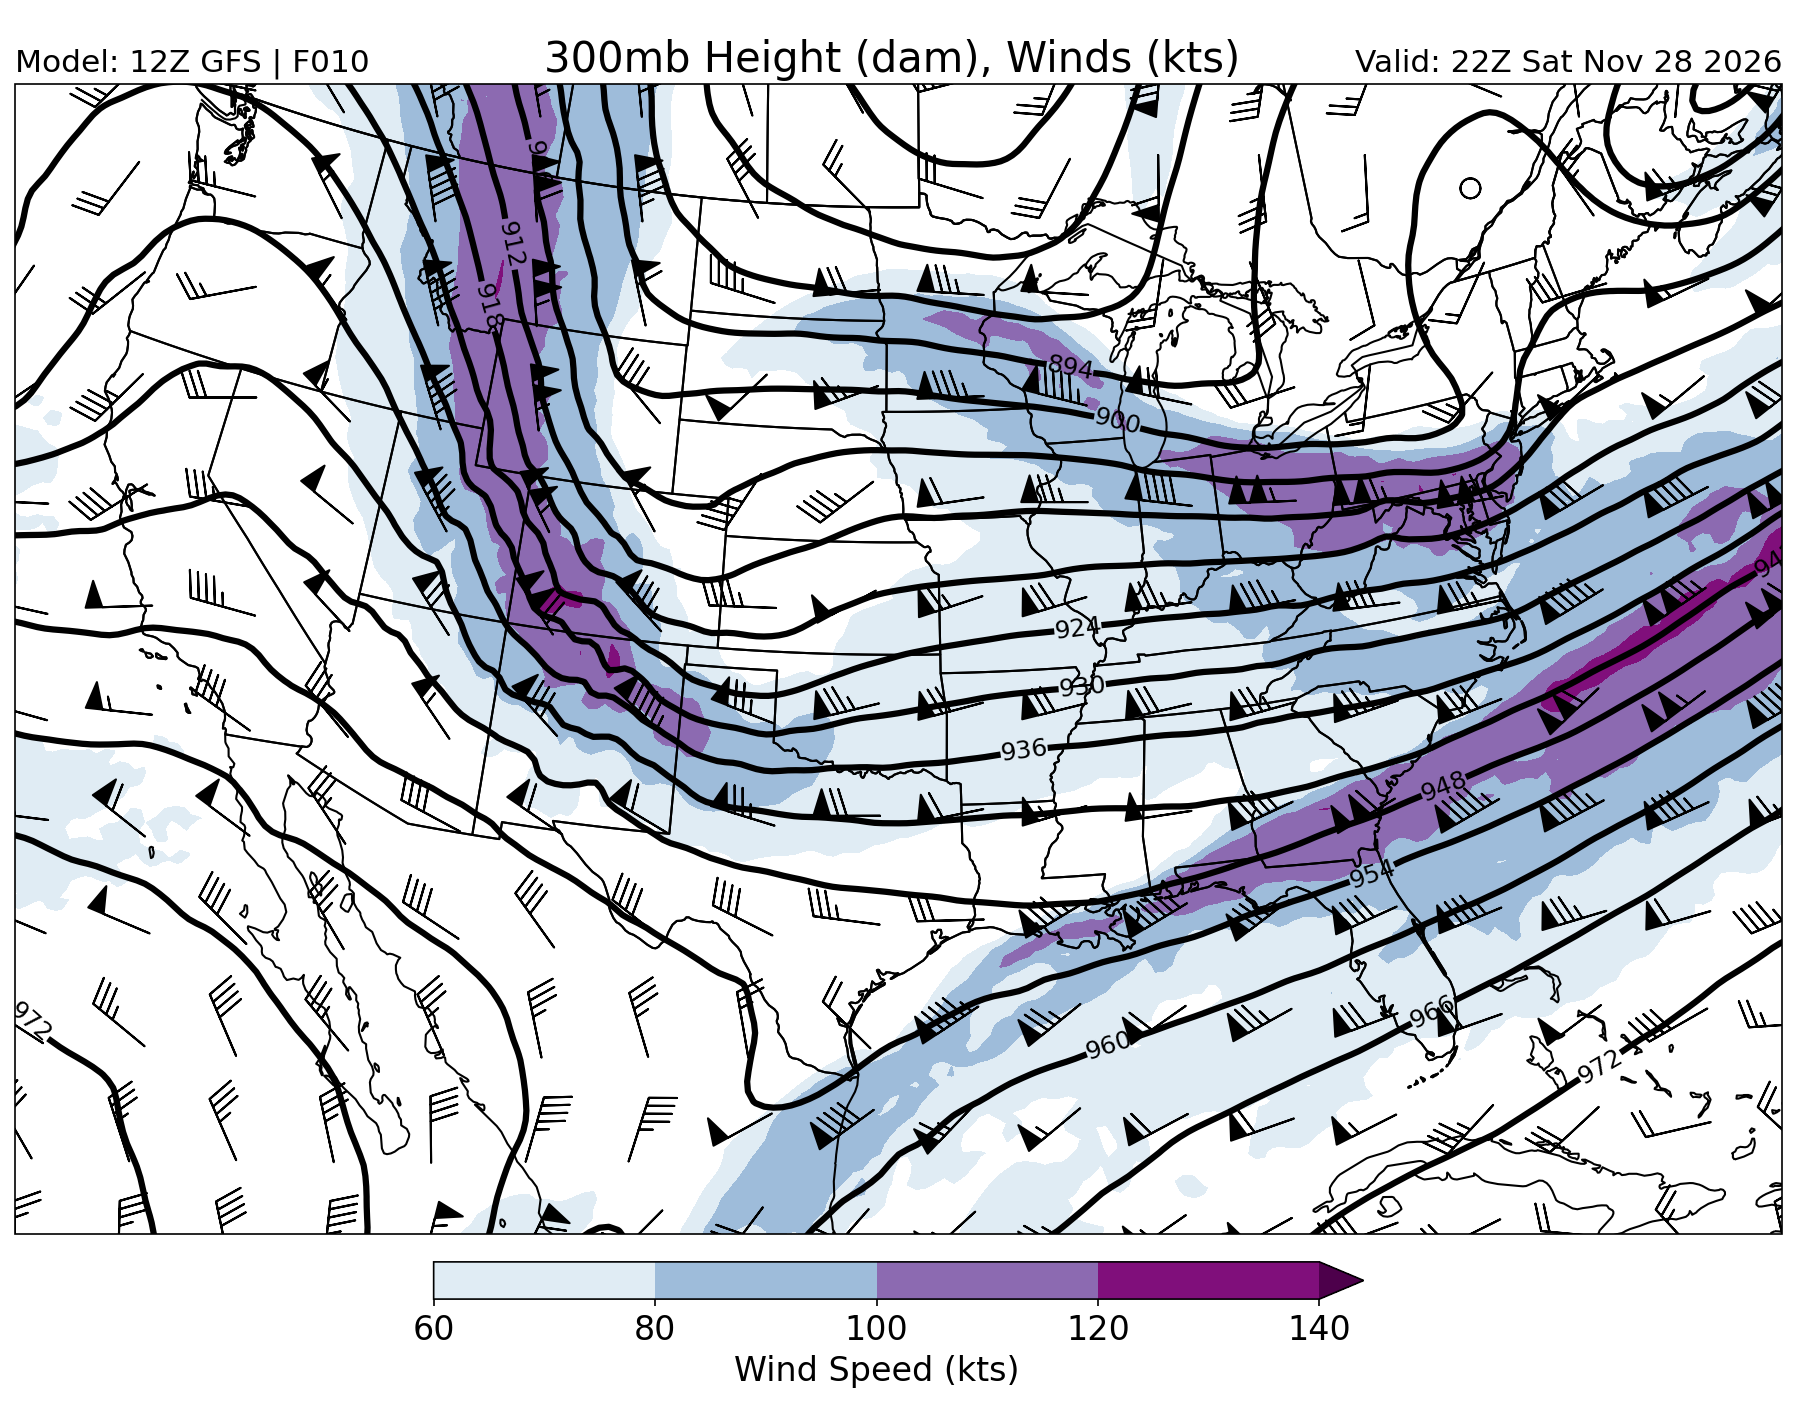 Model: 12Z GFS | F010
300mb Height (dam), Winds (kts)
Valid: 22Z Sat Nov 28 2026
912
918
894
900
924
930
936
948
954
960
966
972
972
60 80 100 120 140
Wind Speed (kts)